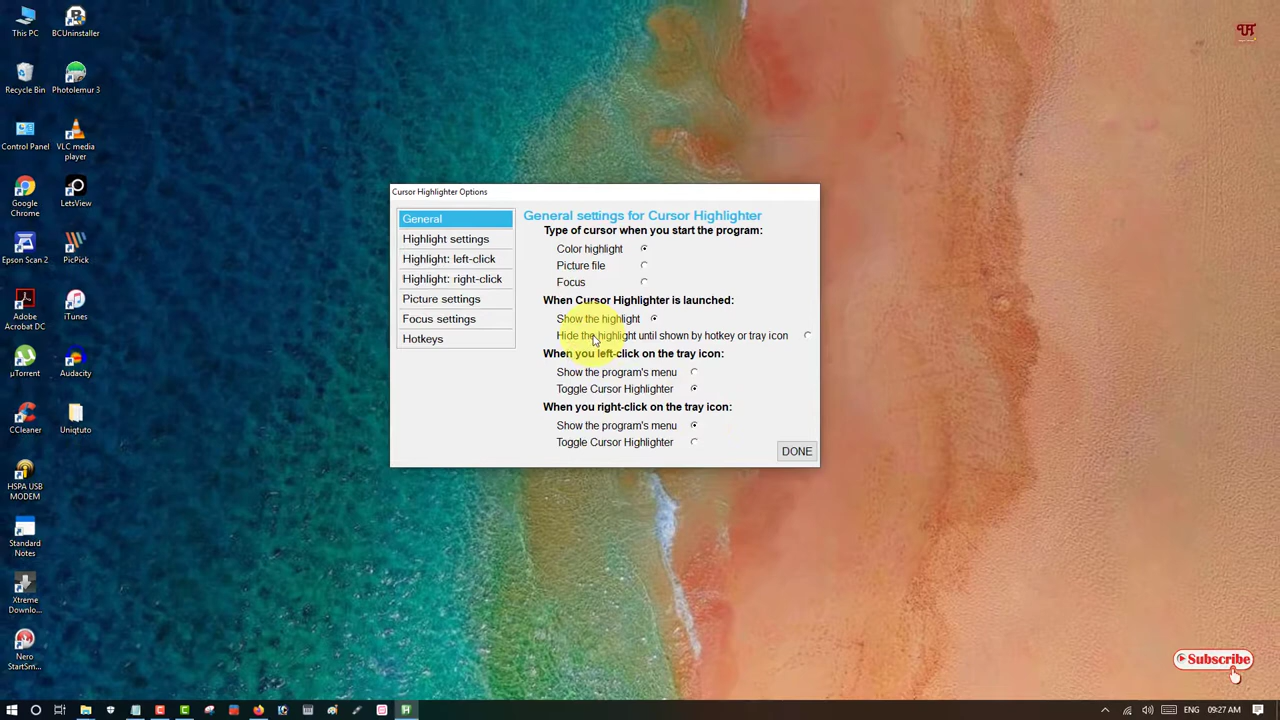 This PC
BCUninstaller
Recycle Bin
Photolemur 3
Control Panel
VLC media
player
Google
Chrome
LetsView
Epson Scan 2
PicPick
Adobe
Acrobat DC
iTunes
µTorrent
Audacity
CCleaner
Uniqtuto
HSPA USB
MODEM
Standard
Notes
Xtreme
Downlo...
Nero
StartSm...
Cursor Highlighter Options
General
Highlight settings
Highlight: left-click
Highlight: right-click
Picture settings
Focus settings
Hotkeys
General settings for Cursor Highlighter
Type of cursor when you start the program:
Color highlight
Picture file
Focus
When Cursor Highlighter is launched:
Show the highlight
Hide the highlight until shown by hotkey or tray icon
When you left-click on the tray icon:
Show the program's menu
Toggle Cursor Highlighter
When you right-click on the tray icon:
Show the program's menu
Toggle Cursor Highlighter
DONE
Subscribe
ENG
09:27 AM